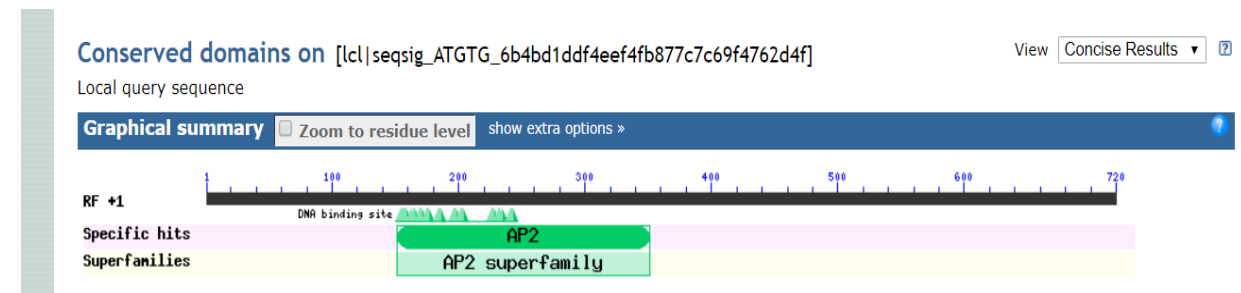 Conserved domains on [lcl|seqsig_ATGTG_6b4bd1ddf4eef4fb877c7c69f4762d4f] View Concise Results ▼ ?
Local query sequence
Graphical summary Zoom to residue level show extra options » ?
1 100 200 300 400 500 600 720
RF +1
DNA binding site
Specific hits AP2
Superfamilies AP2 superfamily